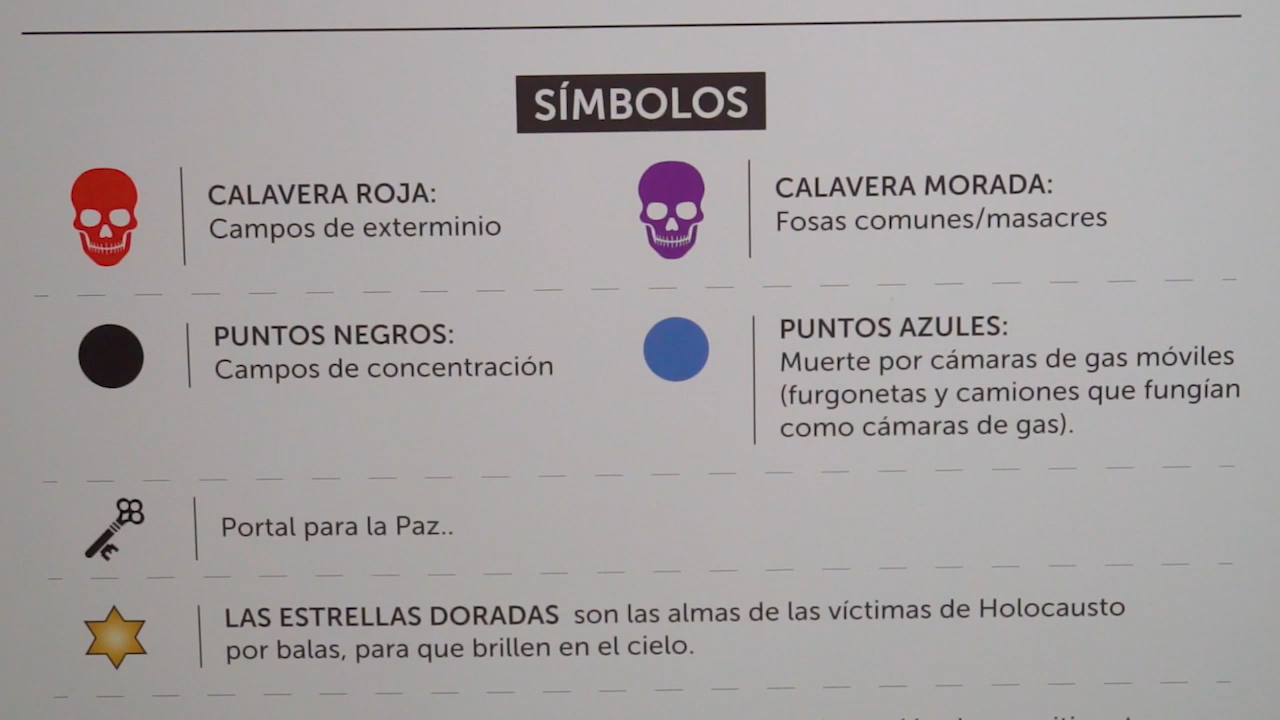 SÍMBOLOS
CALAVERA ROJA:
Campos de exterminio
CALAVERA MORADA:
Fosas comunes/masacres
PUNTOS NEGROS:
Campos de concentración
PUNTOS AZULES:
Muerte por cámaras de gas móviles
(furgonetas y camiones que fungían
como cámaras de gas).
Portal para la Paz..
LAS ESTRELLAS DORADAS son las almas de las víctimas de Holocausto
por balas, para que brillen en el cielo.